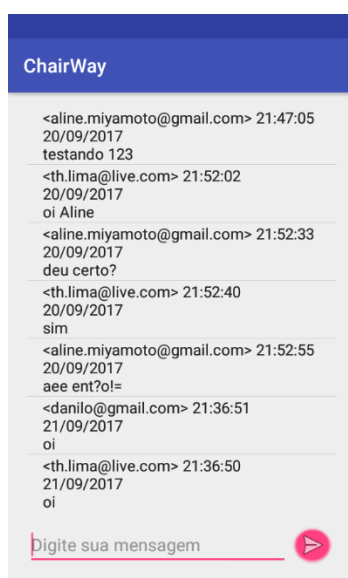 ChairWay
<aline.miyamoto@gmail.com> 21:47:05
20/09/2017
testando 123
<th.lima@live.com> 21:52:02
20/09/2017
oi Aline
<aline.miyamoto@gmail.com> 21:52:33
20/09/2017
deu certo?
<th.lima@live.com> 21:52:40
20/09/2017
sim
<aline.miyamoto@gmail.com> 21:52:55
20/09/2017
aee ent?o!=
<danilo@gmail.com> 21:36:51
21/09/2017
oi
<th.lima@live.com> 21:36:50
21/09/2017
oi
Digite sua mensagem